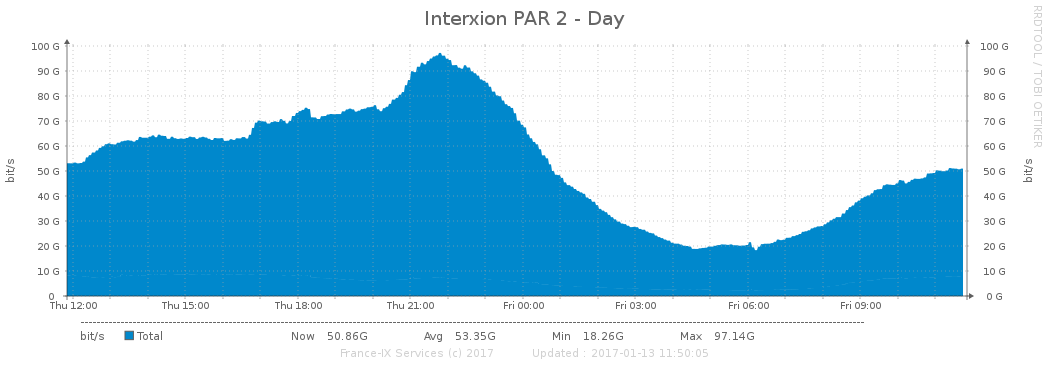 Interxion PAR 2 - Day
RRDTOOL / TOBI OETIKER
bit/s
bit/s
100 G 100 G
90 G 90 G
80 G 80 G
70 G 70 G
60 G 60 G
50 G 50 G
40 G 40 G
30 G 30 G
20 G 20 G
10 G 10 G
0 0 G
Thu 12:00 Thu 15:00 Thu 18:00 Thu 21:00 Fri 00:00 Fri 03:00 Fri 06:00 Fri 09:00
bit/s Total Now 50.86G Avg 53.35G Min 18.26G Max 97.14G
France-IX Services (c) 2017 Updated : 2017-01-13 11:50:05